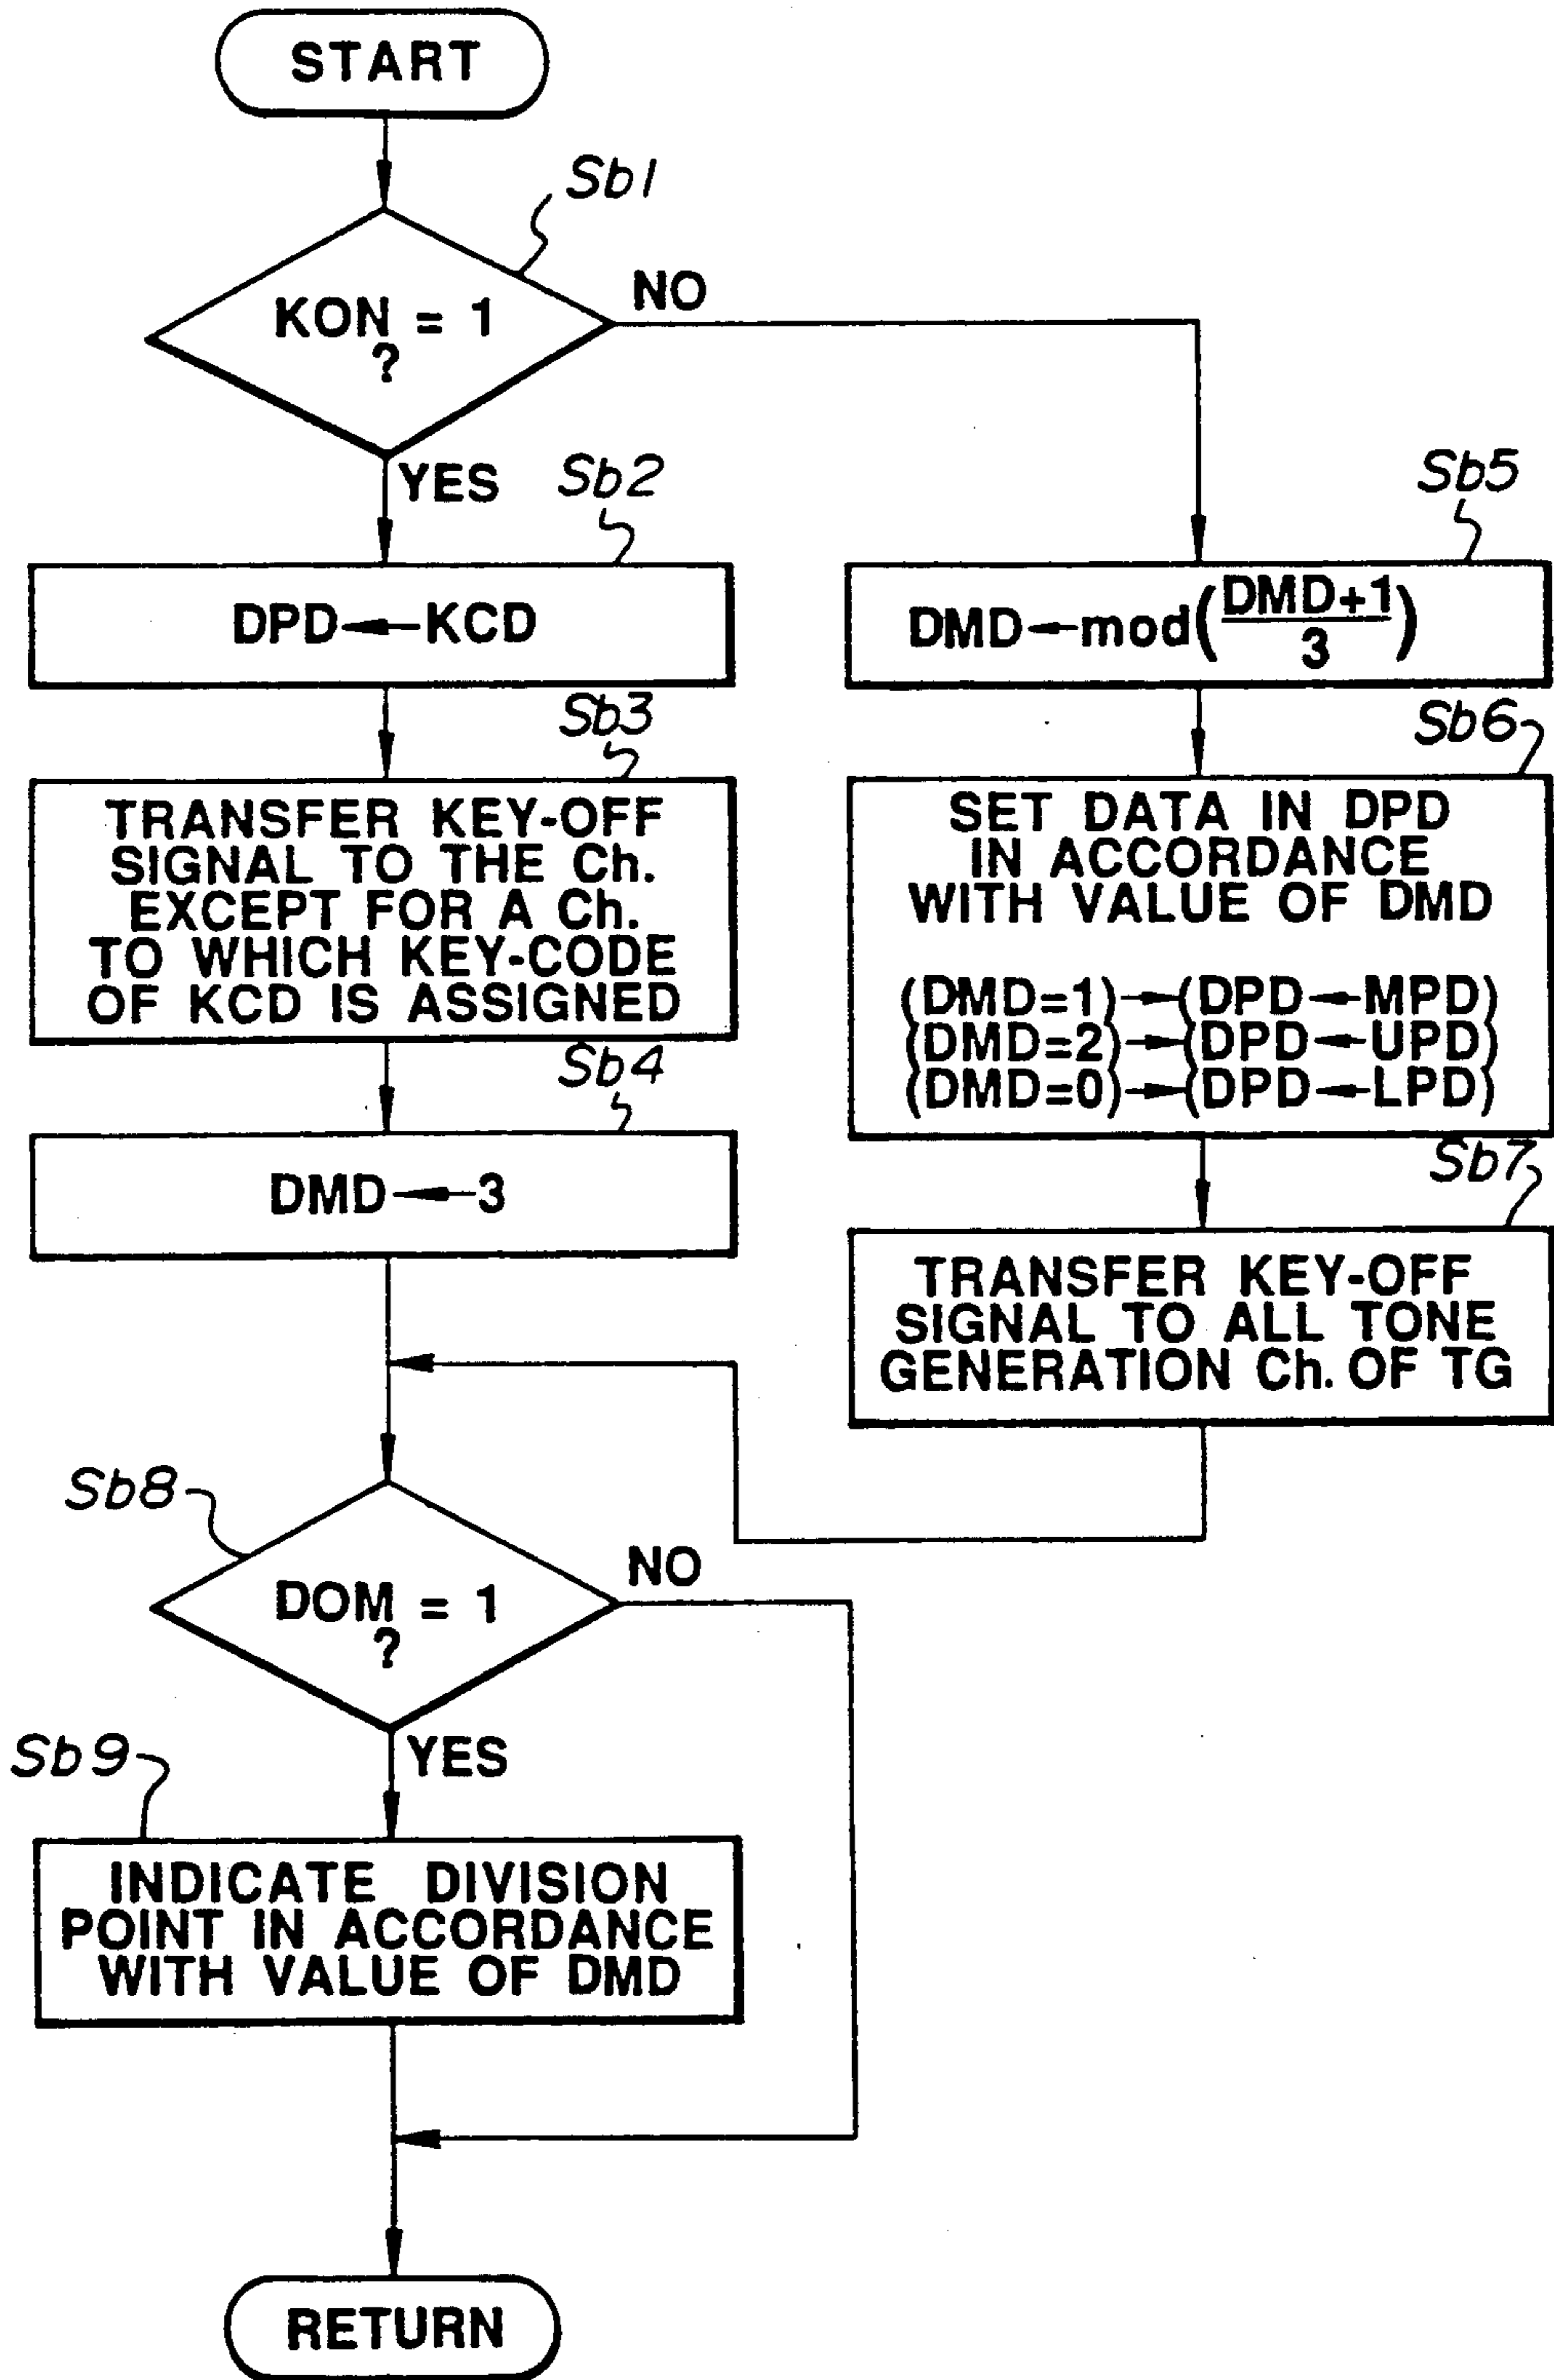 START
Sb1
KON = 1
?
NO
YES
Sb2
DPD←KCD
Sb3
TRANSFER KEY-OFF
SIGNAL TO THE Ch.
EXCEPT FOR A Ch.
TO WHICH KEY-CODE
OF KCD IS ASSIGNED
Sb4
DMD←3
Sb5
DMD←mod(DMD+1/3)
Sb6
SET DATA IN DPD
IN ACCORDANCE
WITH VALUE OF DMD
(DMD=1)→(DPD←MPD)
(DMD=2)→(DPD←UPD)
(DMD=0)→(DPD←LPD)
Sb7
TRANSFER KEY-OFF
SIGNAL TO ALL TONE
GENERATION Ch. OF TG
Sb8
DOM = 1
?
NO
YES
Sb9
INDICATE DIVISION
POINT IN ACCORDANCE
WITH VALUE OF DMD
RETURN